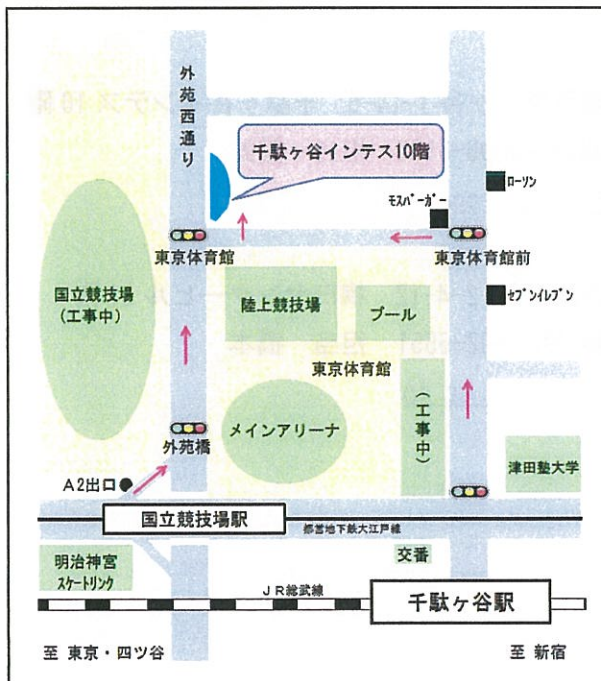 外苑西通り
千駄ヶ谷インテス10階
ローソン
モスバーガー
東京体育館
東京体育館前
国立競技場
(工事中)
陸上競技場
プール
セブンイレブン
東京体育館
メインアリーナ
(工事中)
外苑橋
津田塾大学
A2出口
国立競技場駅
都営地下鉄大江戸線
明治神宮
スケートリンク
交番
JR総武線
千駄ヶ谷駅
至 東京・四ツ谷
至 新宿